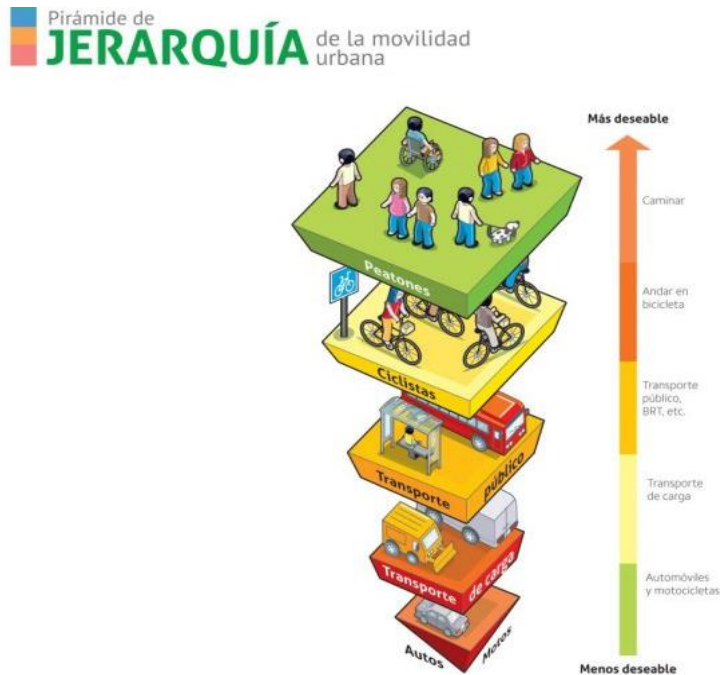 Pirámide de
JERARQUÍA de la movilidad
urbana
Más deseable
Caminar
Peatones
Andar en
bicicleta
Ciclistas
Transporte
público,
BRT, etc.
Transporte público
Transporte
de carga
Transporte de carga
Automóviles
y motocicletas
Autos Motos
Menos deseable